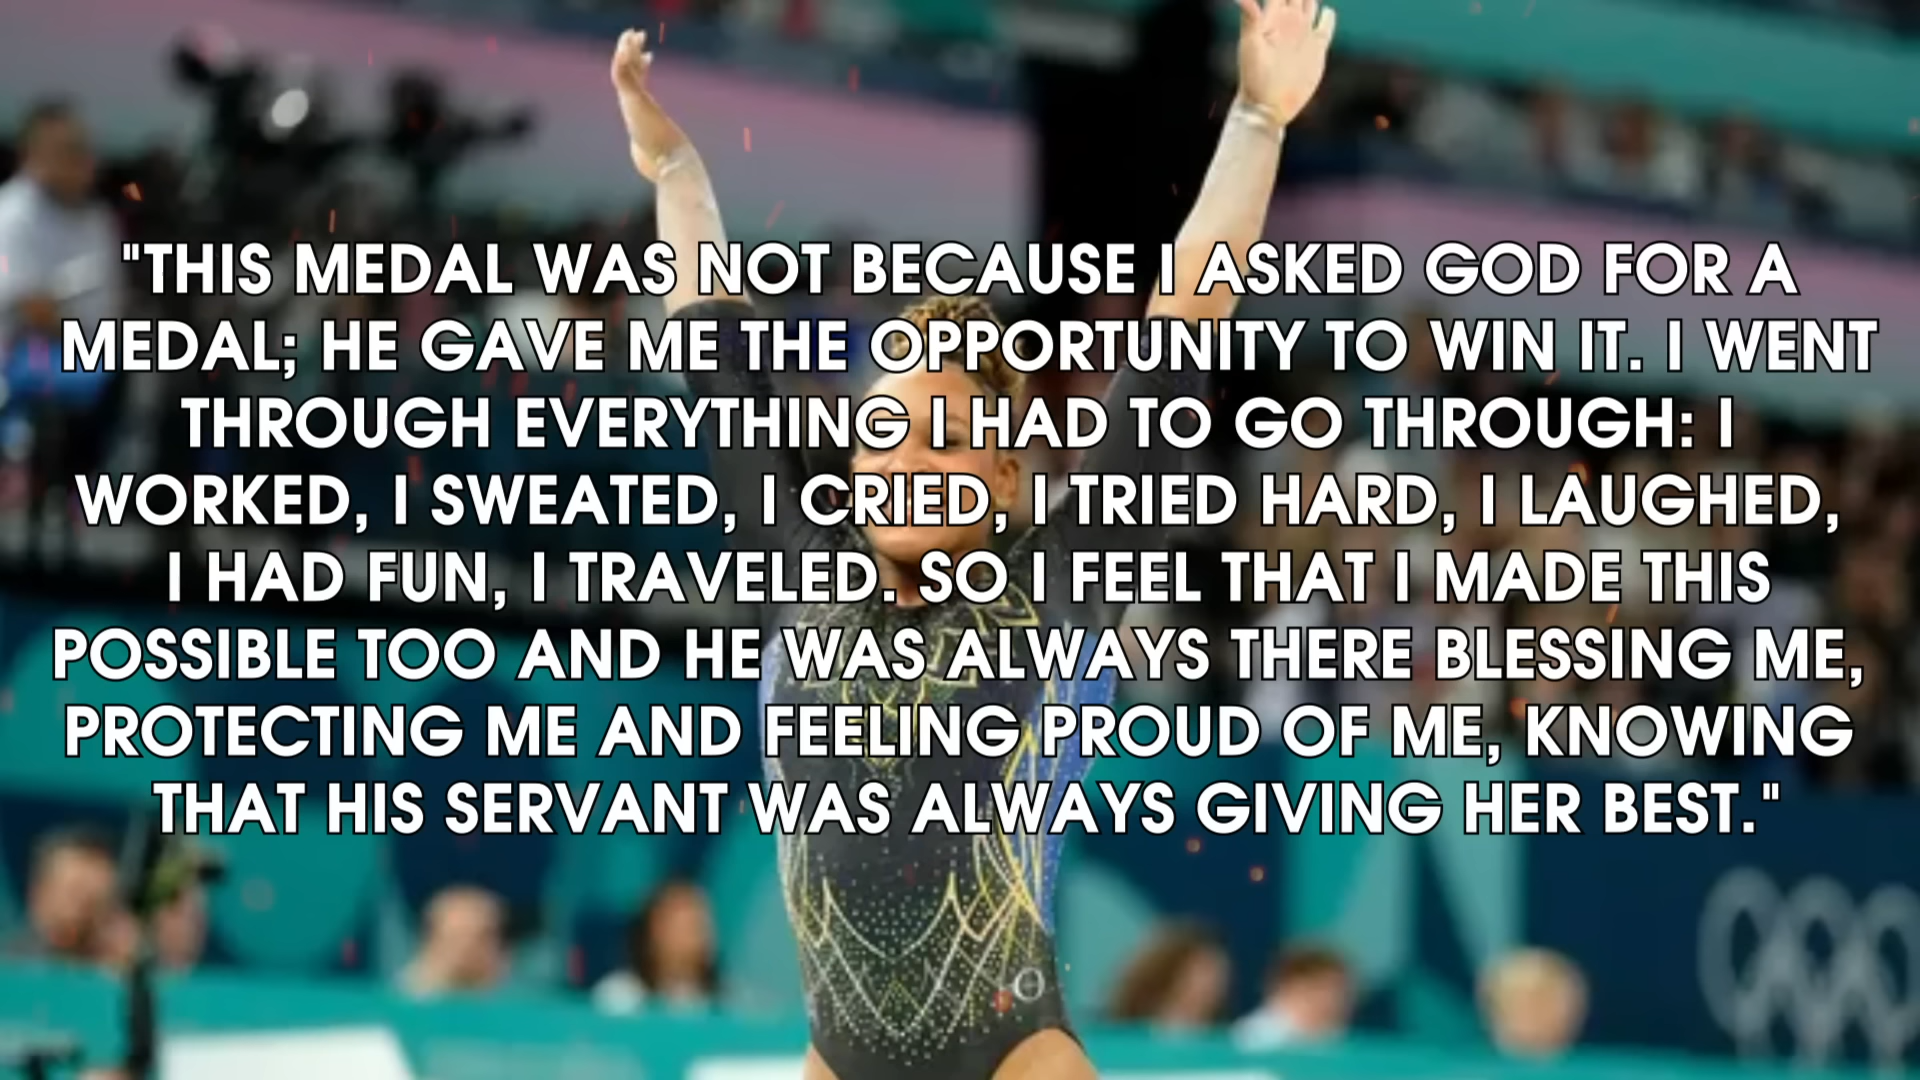 "THIS MEDAL WAS NOT BECAUSE I ASKED GOD FOR A
MEDAL; HE GAVE ME THE OPPORTUNITY TO WIN IT. I WENT
THROUGH EVERYTHING I HAD TO GO THROUGH: I
WORKED, I SWEATED, I CRIED, I TRIED HARD, I LAUGHED,
I HAD FUN, I TRAVELED. SO I FEEL THAT I MADE THIS
POSSIBLE TOO AND HE WAS ALWAYS THERE BLESSING ME,
PROTECTING ME AND FEELING PROUD OF ME, KNOWING
THAT HIS SERVANT WAS ALWAYS GIVING HER BEST."